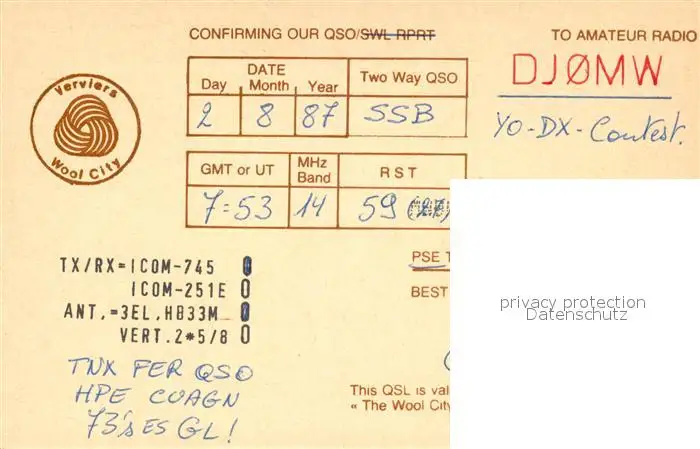 CONFIRMING OUR QSO/SWL RPRT
TO AMATEUR RADIO
DJØMW
YO-DX-Contest.
Verviers
Wool City
DATE
Day Month Year
Two Way QSO
2 8 87 SSB
GMT or UT MHz Band RST
7=53 14 59
PSE
BEST
TX/RX=ICOM-745
ICOM-251E
ANT.=3EL.HB33M
VERT.2*5/8
TNX FER QSO
HPE CUAGN
73's ES GL!
This QSL is val
« The Wool City
privacy protection
Datenschutz